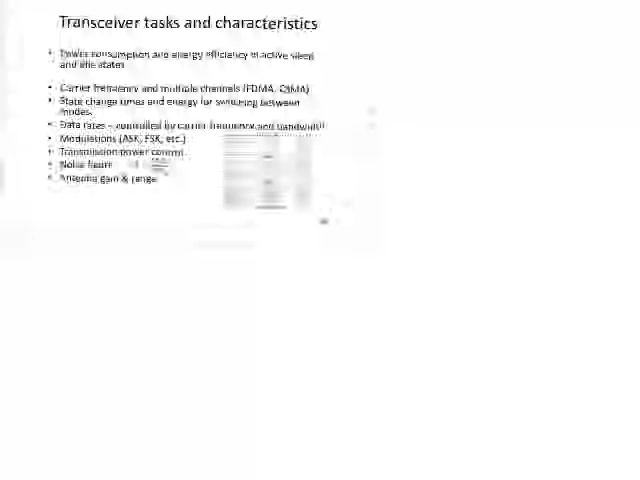 Transceiver tasks and characteristics
• Power consumption and energy efficiency in active sleep
and idle states
• Carrier frequency and multiple channels (FDMA, CSMA)
• State change times and energy for switching between
modes.
• Data rates – controlled by carrier frequency and bandwidth
• Modulations (ASK, FSK, etc.)
• Transmission power control
• Noise figure
• Antenna gain & range